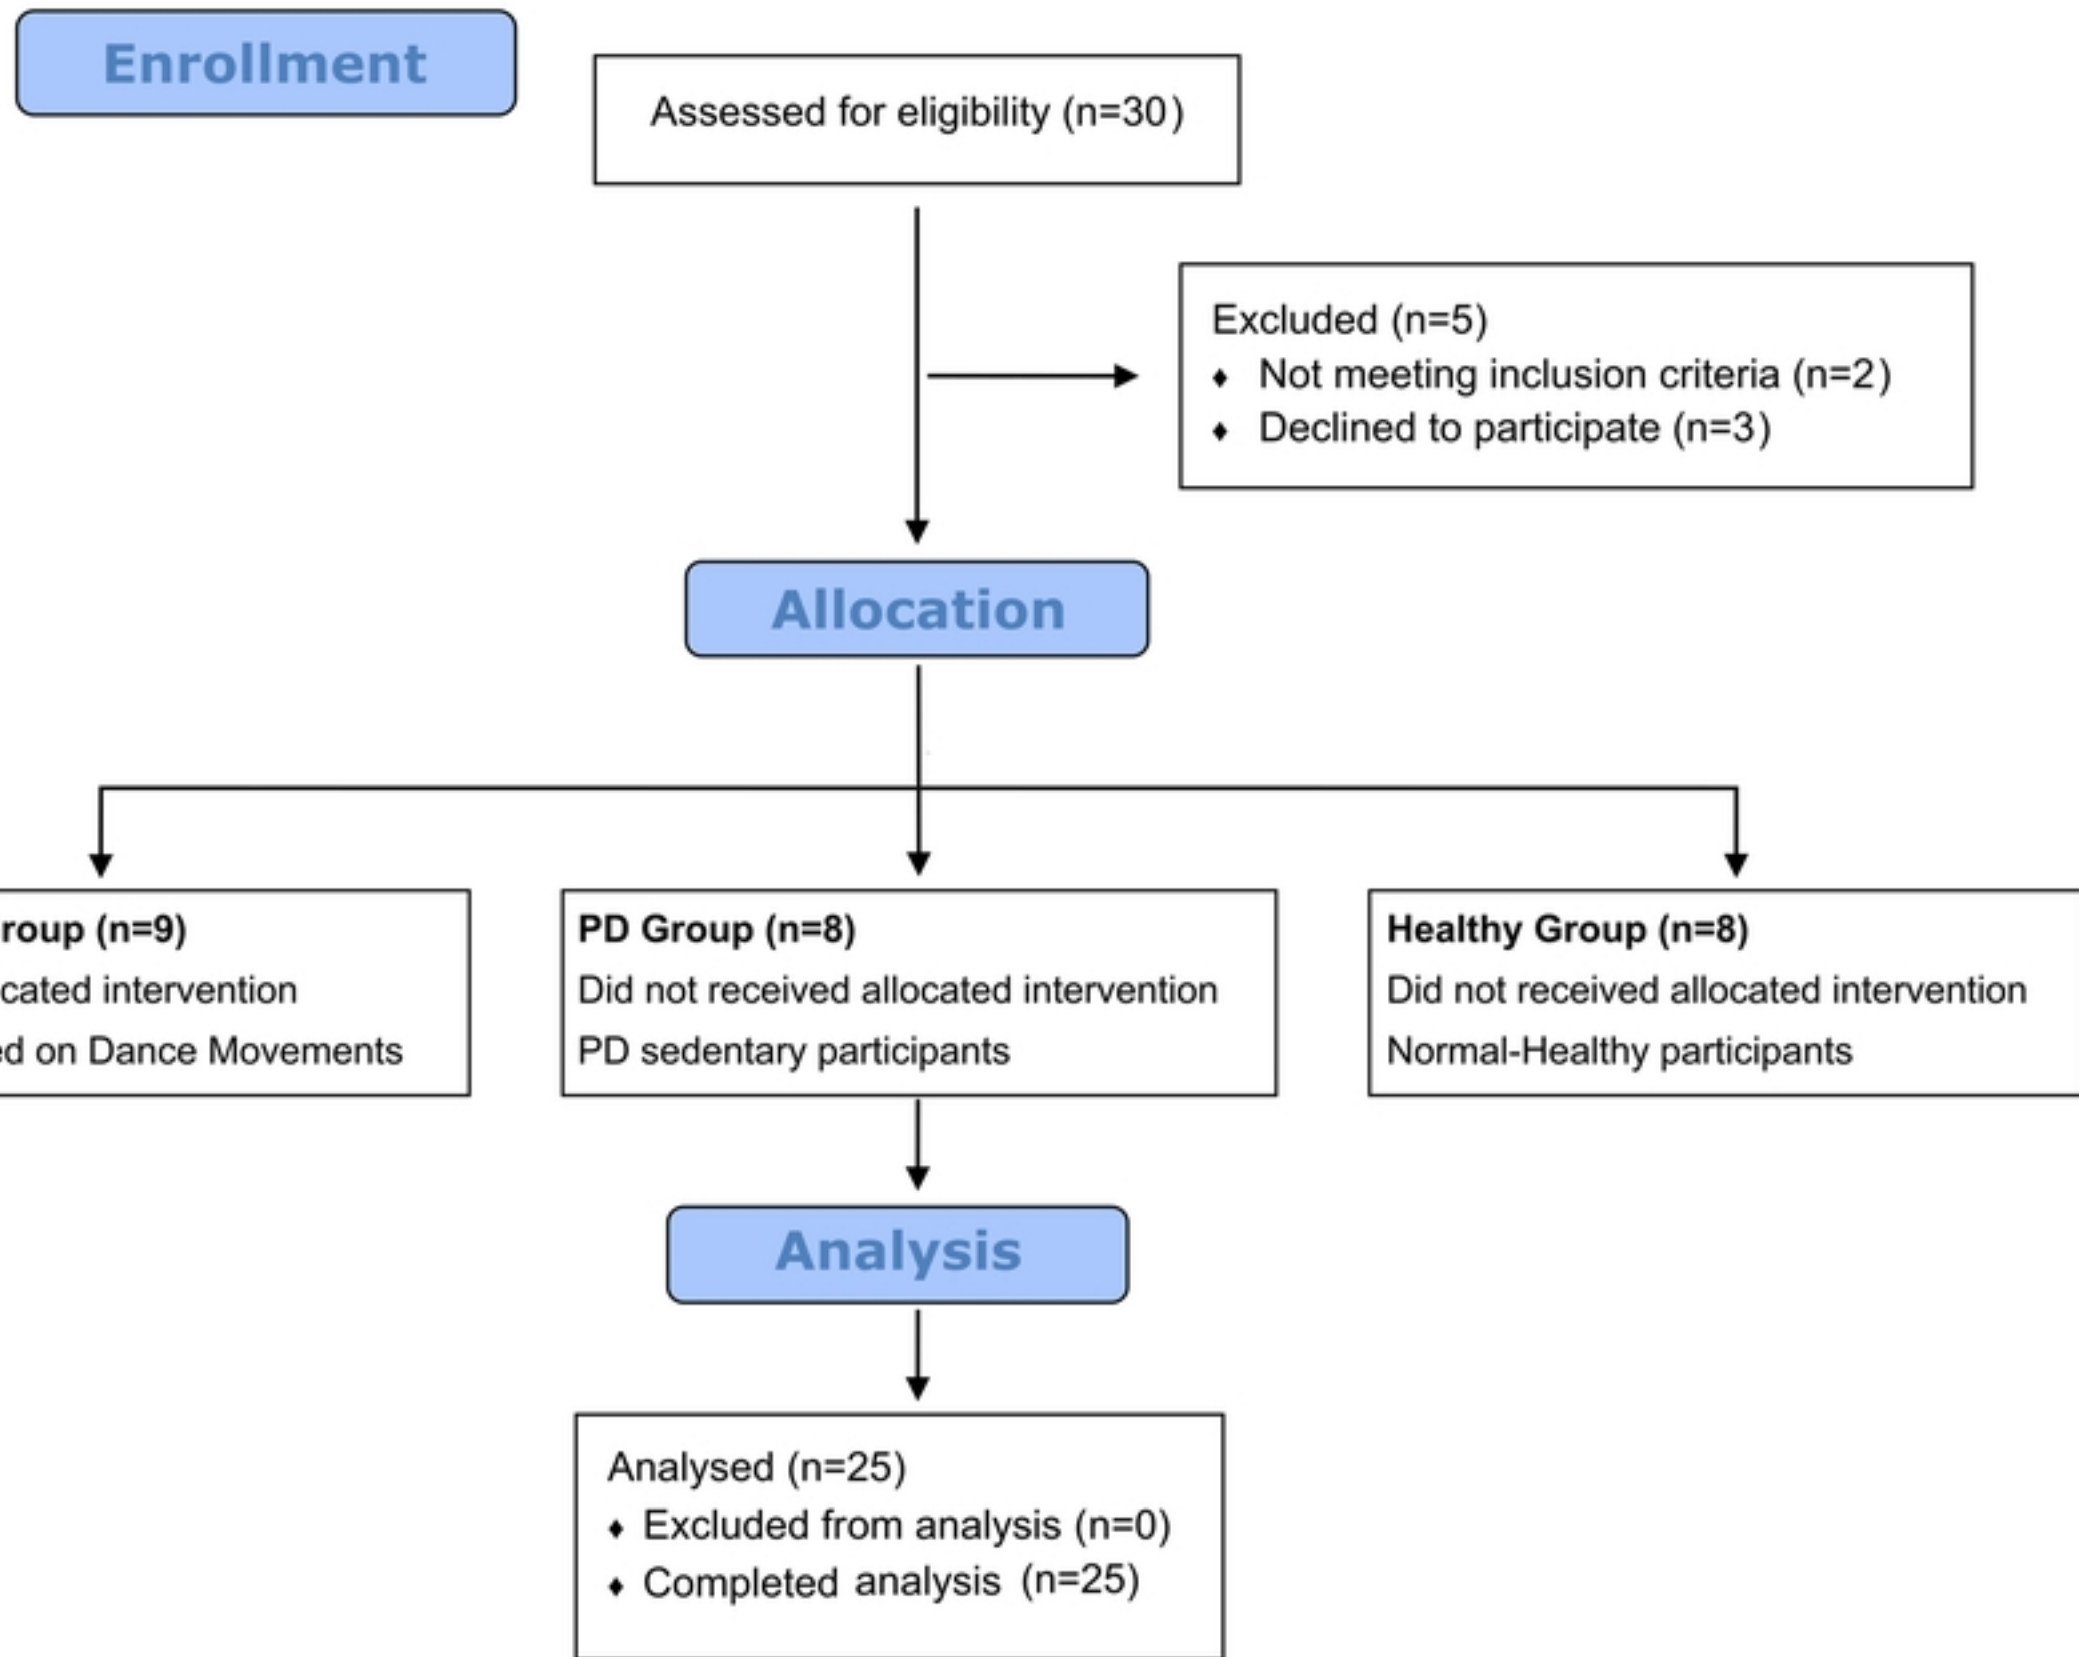 Enrollment
Assessed for eligibility (n=30)
Excluded (n=5)
♦ Not meeting inclusion criteria (n=2)
♦ Declined to participate (n=3)
Allocation
roup (n=9)
cated intervention
ed on Dance Movements
PD Group (n=8)
Did not received allocated intervention
PD sedentary participants
Healthy Group (n=8)
Did not received allocated intervention
Normal-Healthy participants
Analysis
Analysed (n=25)
♦ Excluded from analysis (n=0)
♦ Completed analysis (n=25)